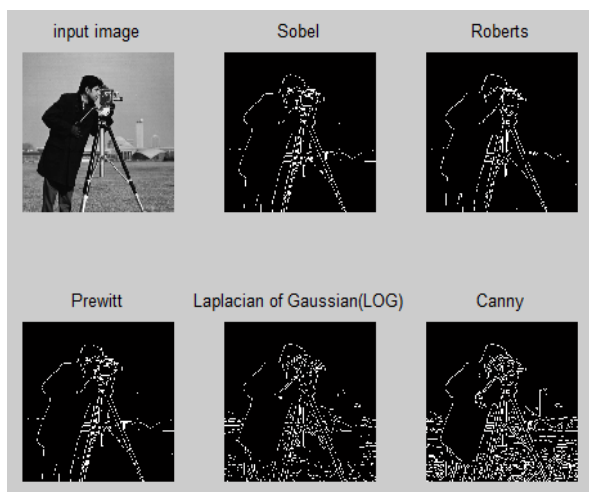 input image
Sobel
Roberts
Prewitt
Laplacian of Gaussian(LOG)
Canny